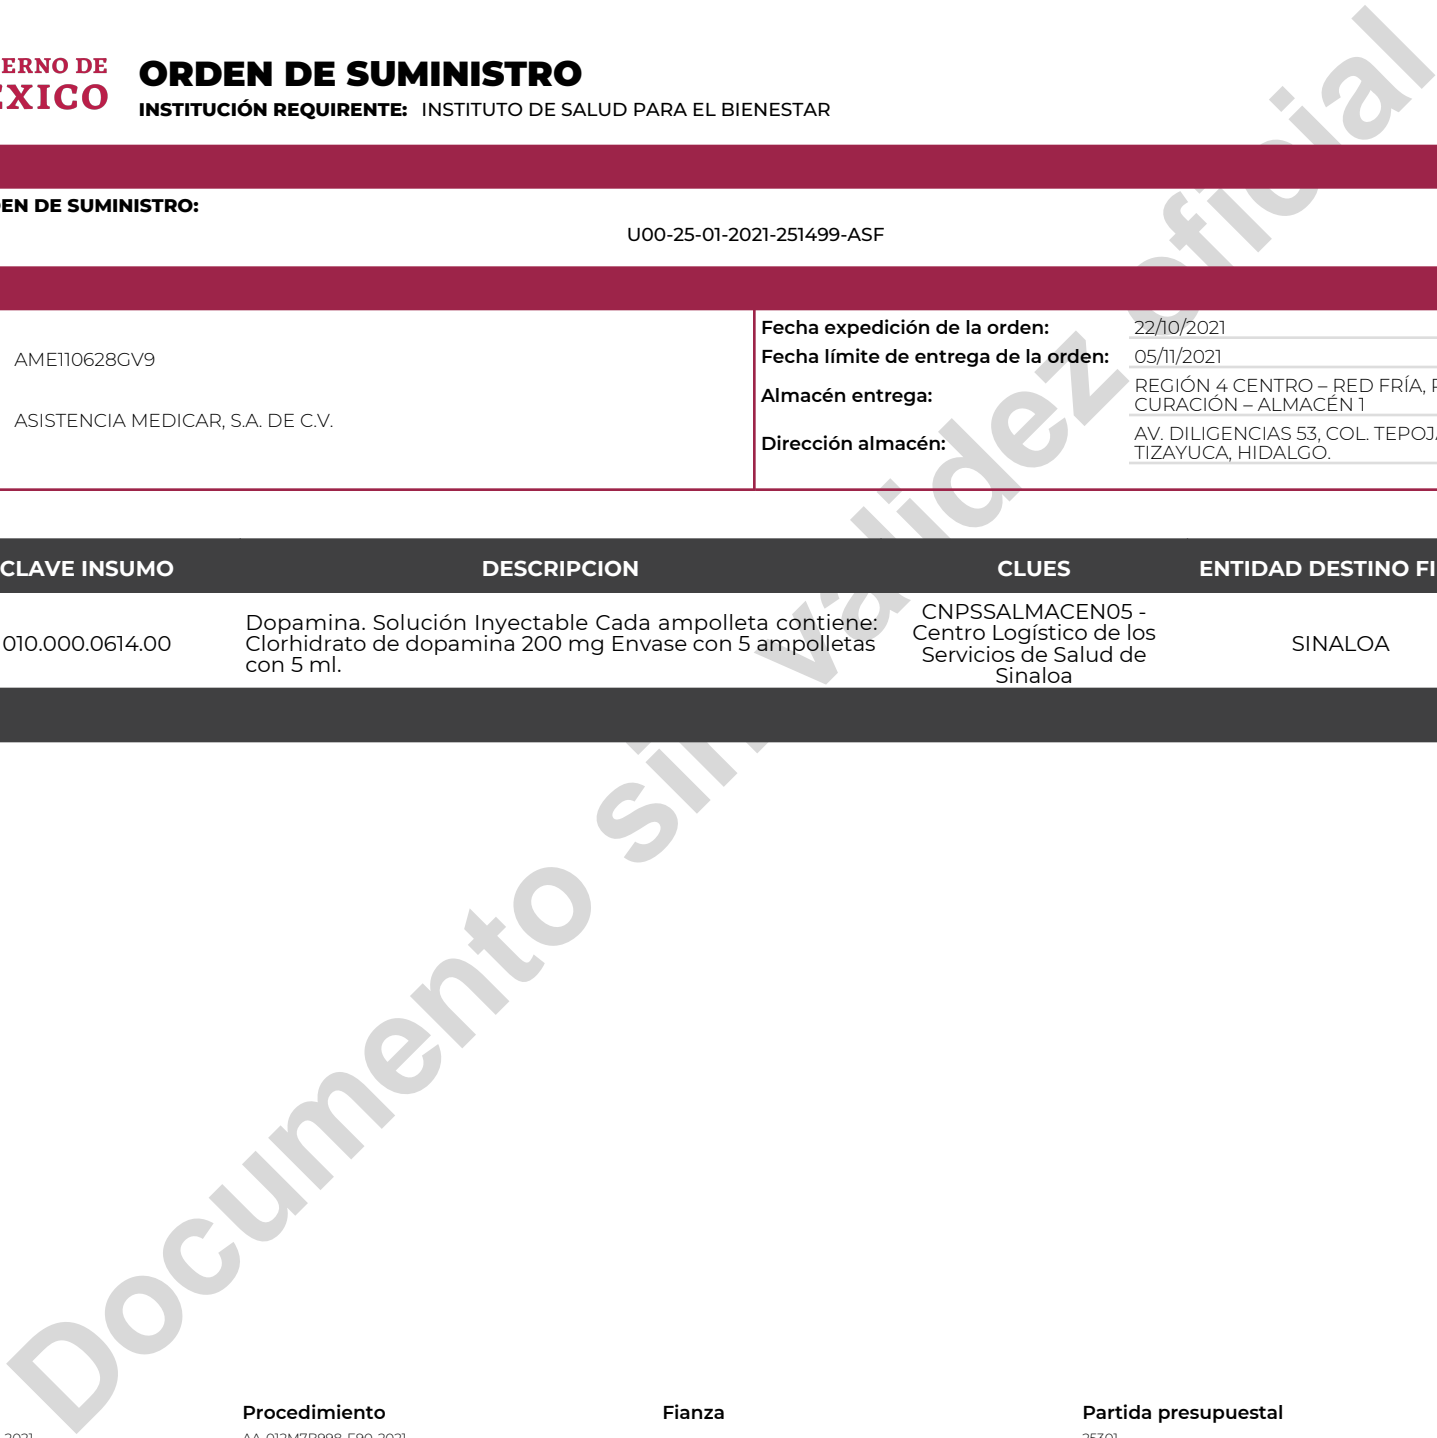 ERNO DE
ÉXICO
ORDEN DE SUMINISTRO
INSTITUCIÓN REQUIRENTE: INSTITUTO DE SALUD PARA EL BIENESTAR
EN DE SUMINISTRO:
U00-25-01-2021-251499-ASF
AME110628GV9
ASISTENCIA MEDICAR, S.A. DE C.V.
Fecha expedición de la orden: 22/10/2021
Fecha límite de entrega de la orden: 05/11/2021
Almacén entrega: REGIÓN 4 CENTRO – RED FRÍA,
CURACIÓN – ALMACÉN 1
Dirección almacén: AV. DILIGENCIAS 53, COL. TEPOJA
TIZAYUCA, HIDALGO.
CLAVE INSUMO DESCRIPCION CLUES ENTIDAD DESTINO FI
010.000.0614.00
Dopamina. Solución Inyectable Cada ampolleta contiene:
Clorhidrato de dopamina 200 mg Envase con 5 ampolletas
con 5 ml.
CNPSSALMACEN05 -
Centro Logístico de los
Servicios de Salud de
Sinaloa
SINALOA
Documento sin validez oficial
Procedimiento Fianza Partida presupuestal